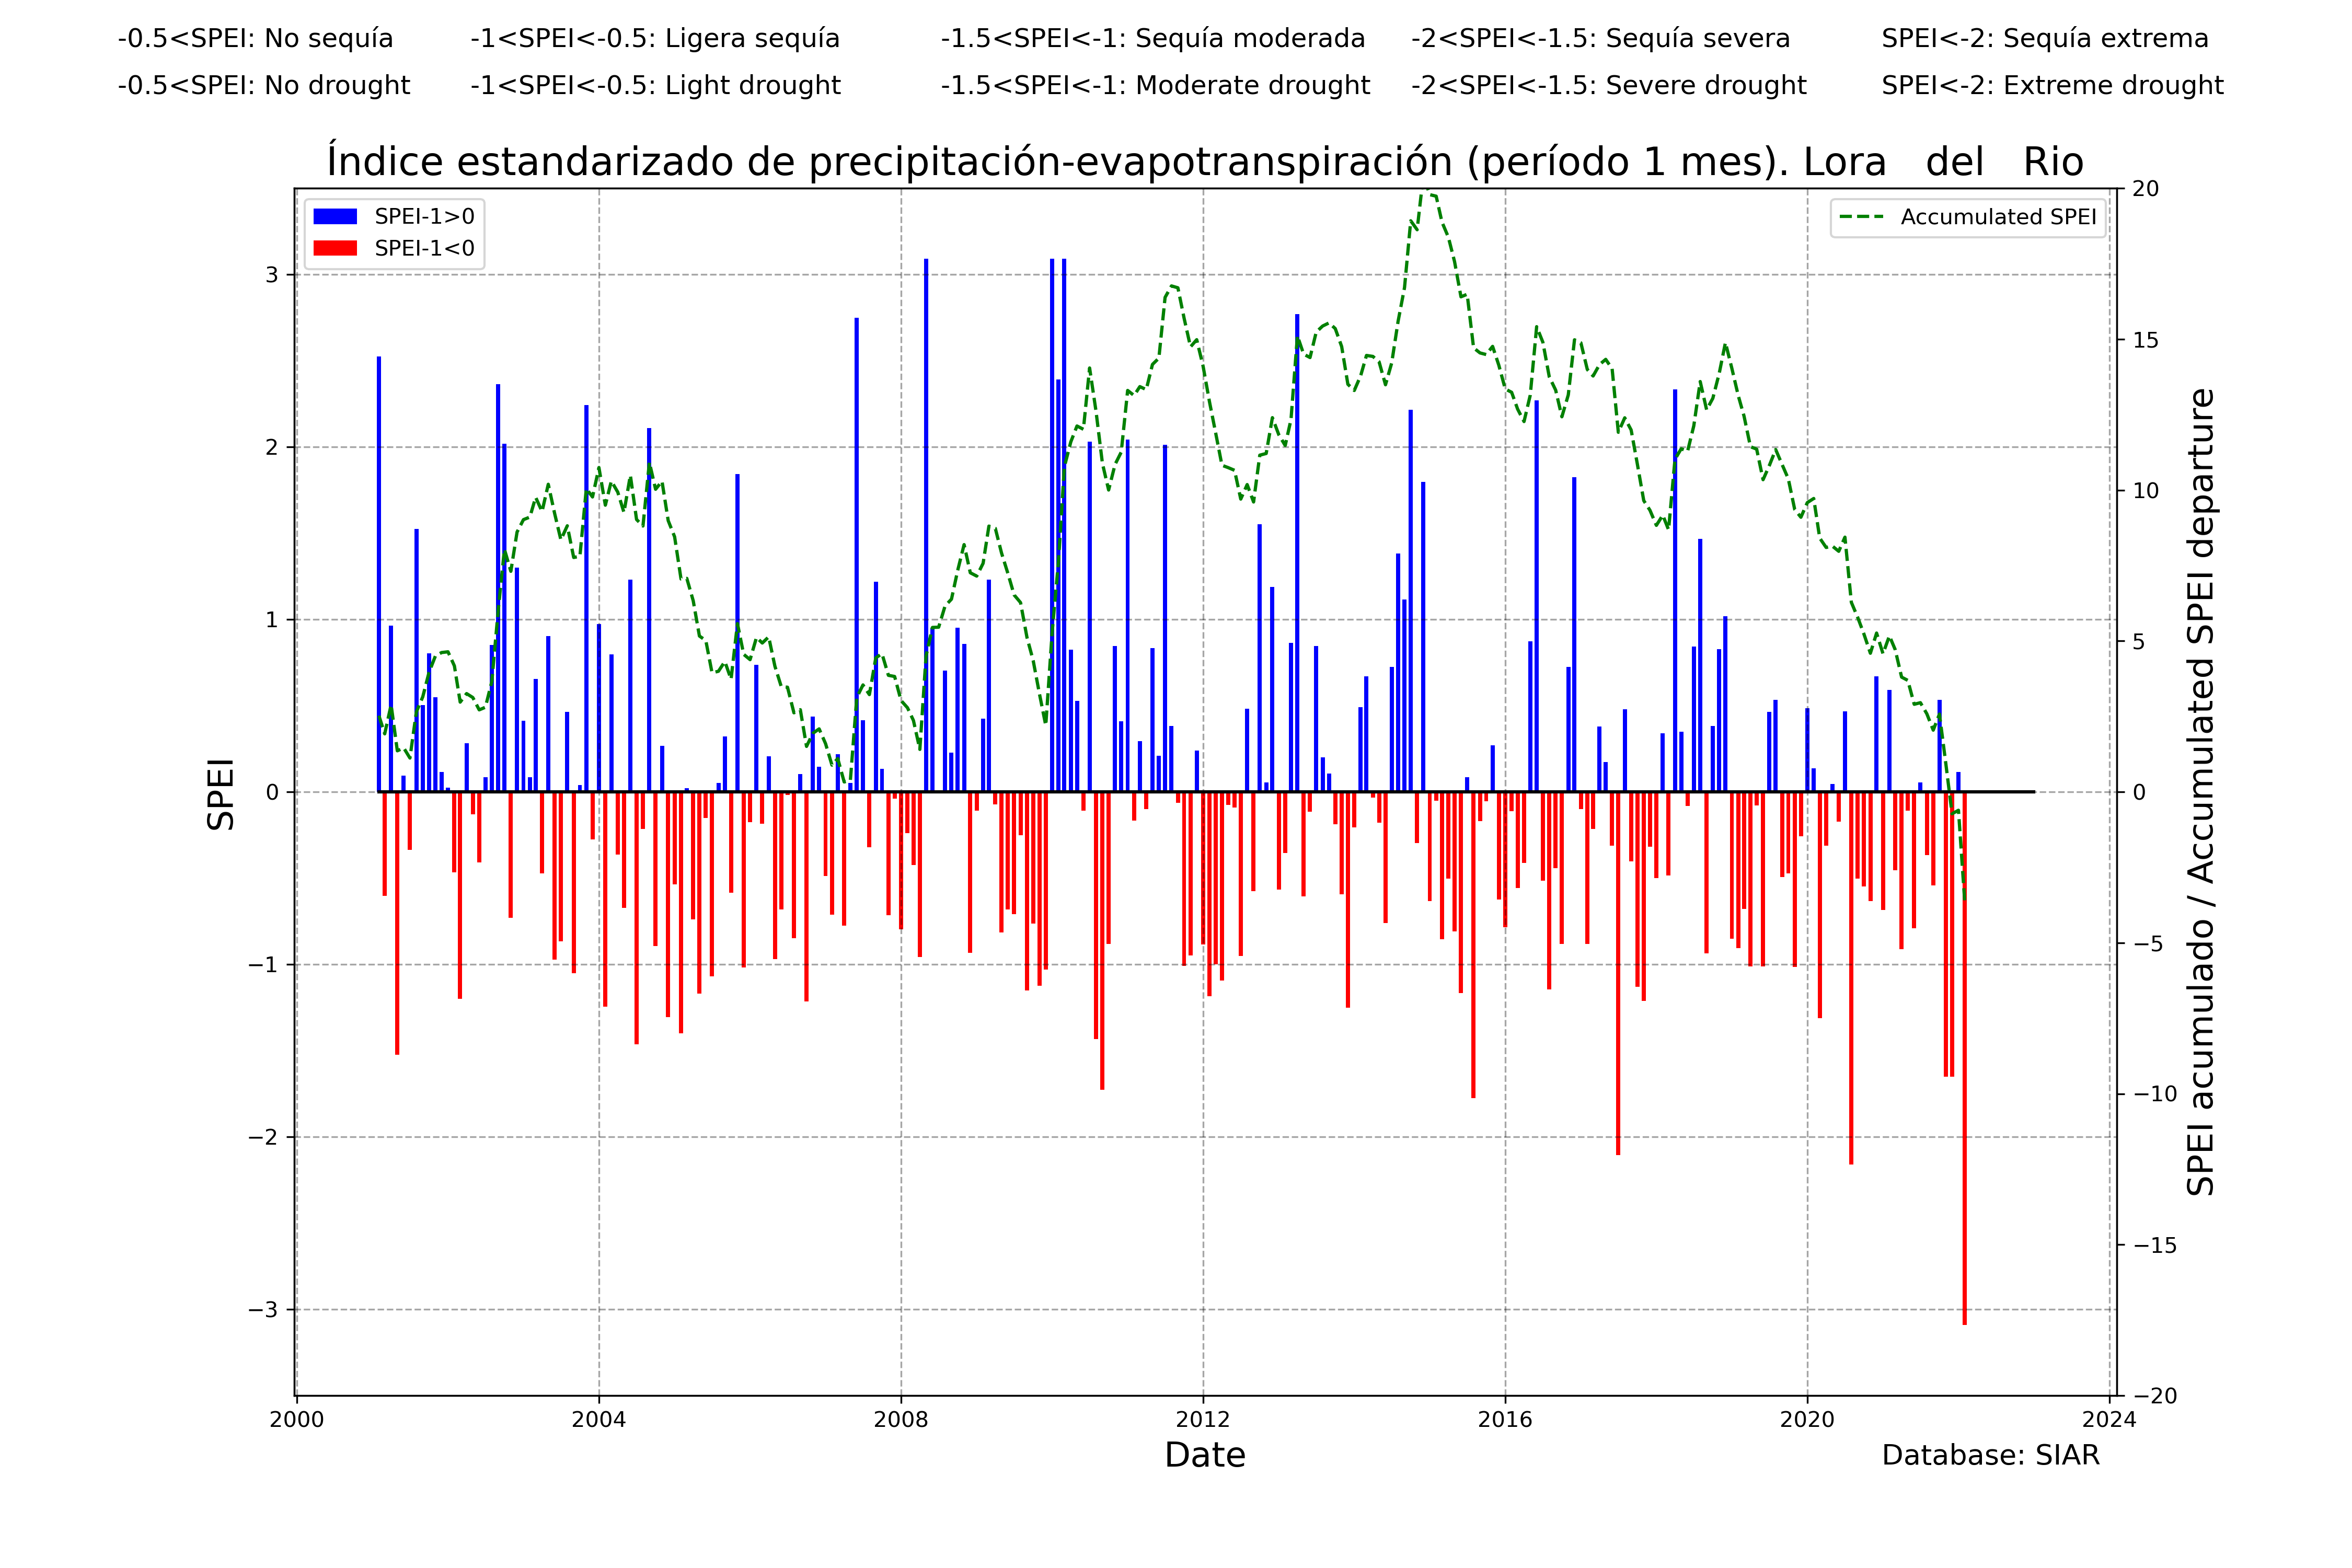 -0.5<SPEI: No sequía -1<SPEI<-0.5: Ligera sequía -1.5<SPEI<-1: Sequía moderada -2<SPEI<-1.5: Sequía severa SPEI<-2: Sequía extrema
-0.5<SPEI: No drought -1<SPEI<-0.5: Light drought -1.5<SPEI<-1: Moderate drought -2<SPEI<-1.5: Severe drought SPEI<-2: Extreme drought
Índice estandarizado de precipitación-evapotranspiración (período 1 mes). Lora del Rio
SPEI-1>0
SPEI-1<0
Accumulated SPEI
SPEI
3
2
1
0
−1
−2
−3
20
15
10
5
0
−5
−10
−15
−20
SPEI acumulado / Accumulated SPEI departure
2000 2004 2008 2012 2016 2020 2024
Date
Database: SIAR